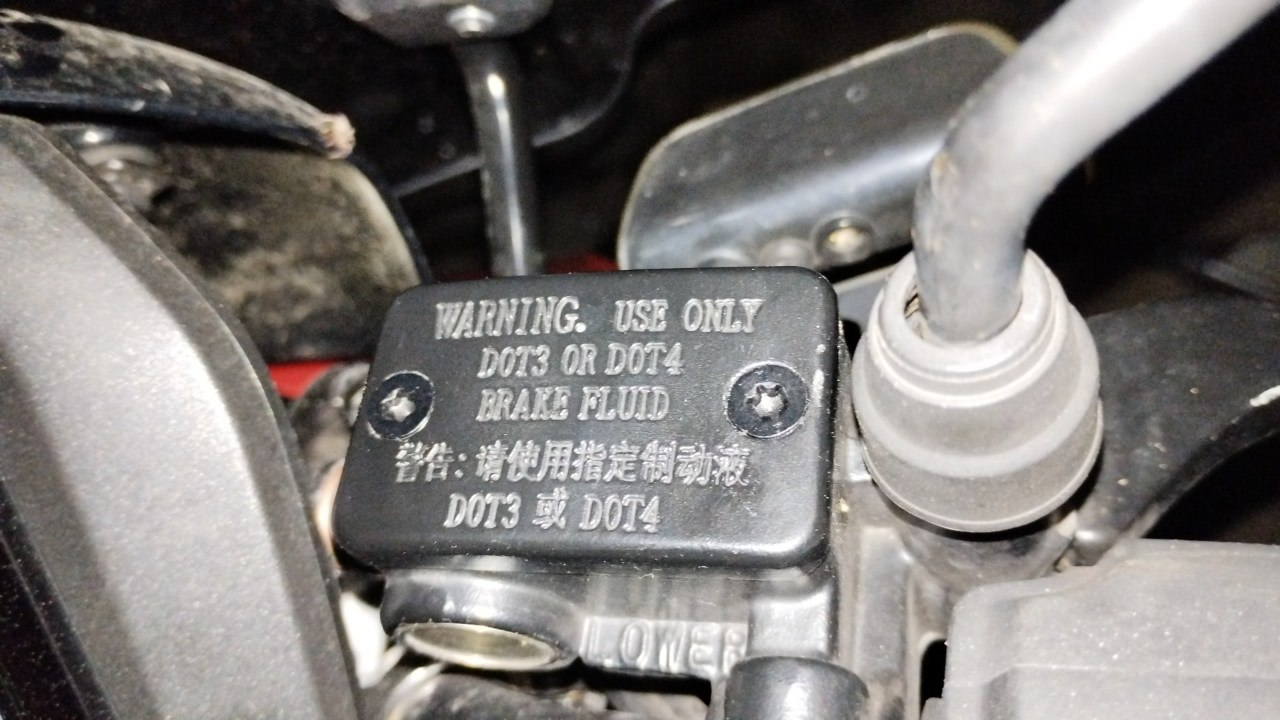 WARNING. USE ONLY
DOT3 OR DOT4
BRAKE FLUID
警告: 请使用指定制动液
DOT3 或 DOT4
LOWER